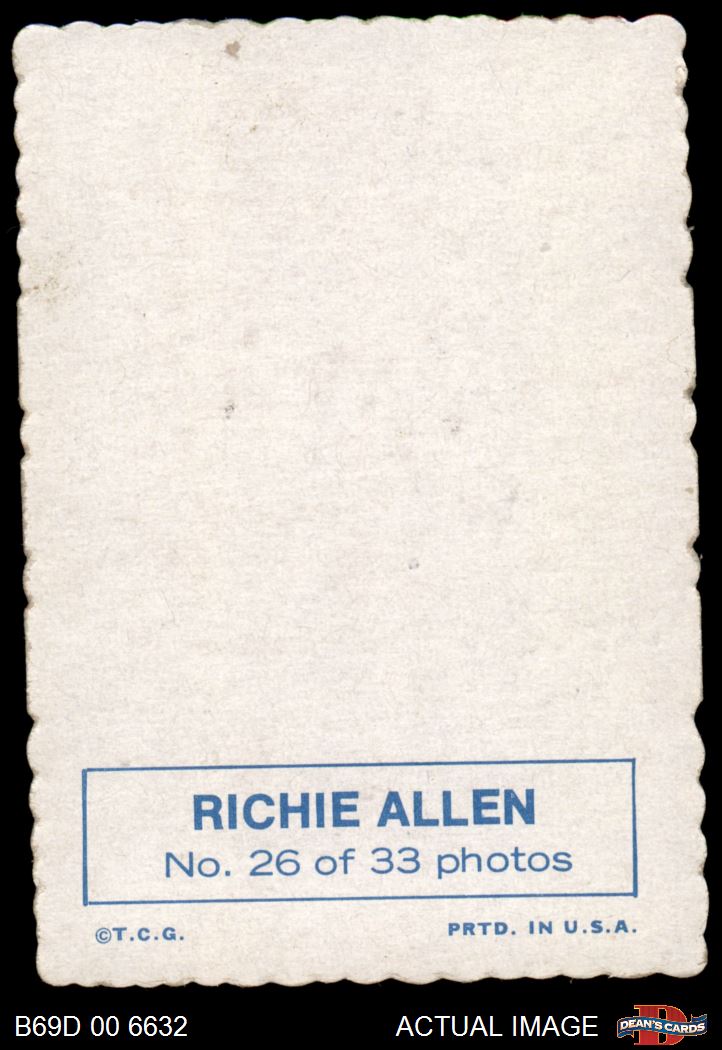 RICHIE ALLEN
No. 26 of 33 photos
©T.C.G.
PRTD. IN U.S.A.
B69D 00 6632
ACTUAL IMAGE
D
DEAN'S CARDS